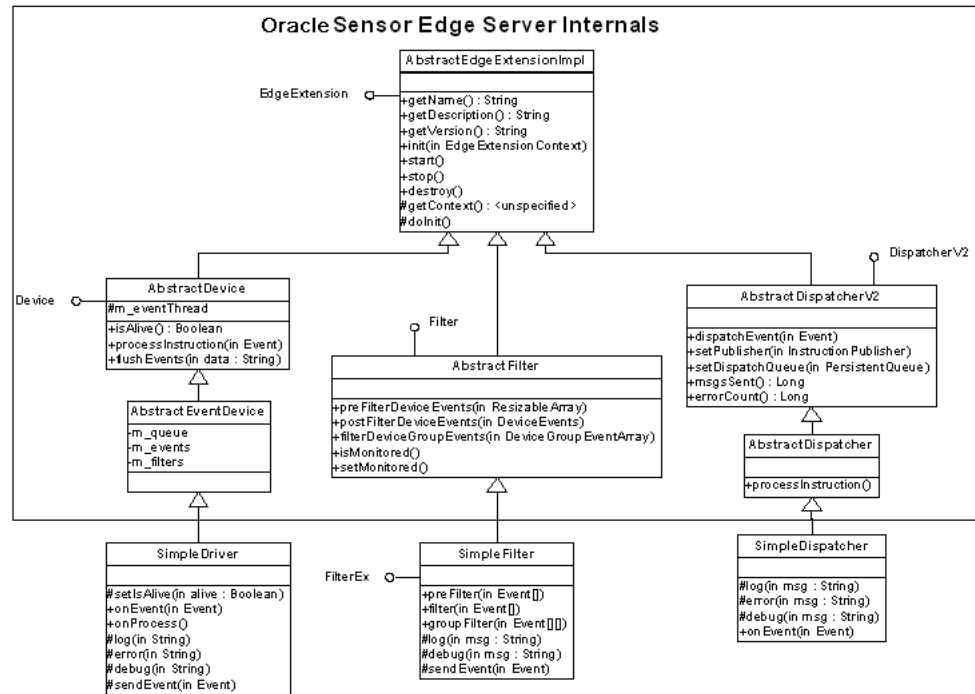 Oracle Sensor Edge Server Internals
AbstractEdgeExtensionImpl
EdgeExtension
+getName() : String
+getDescription() : String
+getVersion() : String
+init(in EdgeExtensionContext)
+start()
+stop()
+destroy()
#getContext() : <unspecified>
#doInit()
DispatcherV2
Device
AbstractDevice
#m_eventThread
+isAlive() : Boolean
+processInstruction(in Event)
+flushEvents(in data : String)
Filter
AbstractDispatcherV2
+dispatchEvent(in Event)
+setPublisher(in InstructionPublisher)
+setDispatchQueue(in PersistentQueue)
+msgsSent() : Long
+errorCount() : Long
AbstractFilter
+preFilterDeviceEvents(in ResizableArray)
+postFilterDeviceEvents(in DeviceEvents)
+filterDeviceGroupEvents(in DeviceGroupEventArray)
+isMonitored()
+setMonitored()
AbstractEventDevice
-m_queue
-m_events
-m_filters
AbstractDispatcher
+processInstruction()
SimpleDriver
#setIsAlive(in alive : Boolean)
+onEvent(in Event)
+onProcess()
#log(in String)
#error(in String)
#debug(in String)
#sendEvent(in Event)
FilterEx
SimpleFilter
+preFilter(in Event[])
+filter(in Event[])
+groupFilter(in Event[][])
#log(in msg : String)
#debug(in msg : String)
#sendEvent(in Event)
SimpleDispatcher
#log(in msg : String)
#error(in msg : String)
#debug(in msg : String)
+onEvent(in Event)